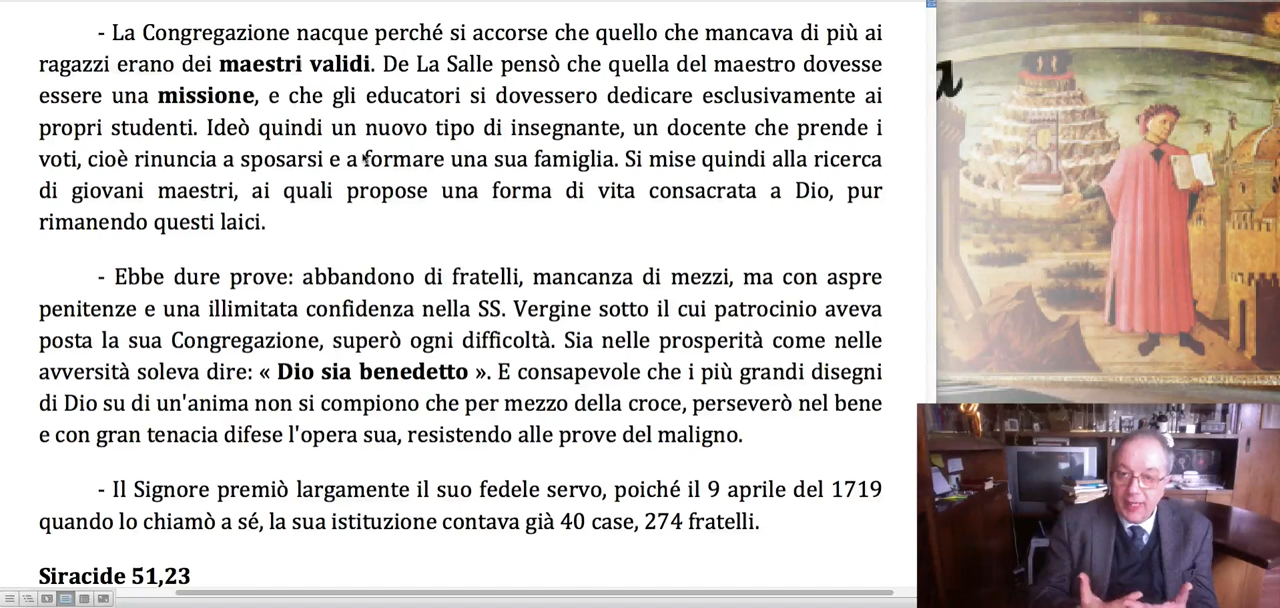 - La Congregazione nacque perché si accorse che quello che mancava di più ai
ragazzi erano dei maestri validi. De La Salle pensò che quella del maestro dovesse
essere una missione, e che gli educatori si dovessero dedicare esclusivamente ai
propri studenti. Ideò quindi un nuovo tipo di insegnante, un docente che prende i
voti, cioè rinuncia a sposarsi e a formare una sua famiglia. Si mise quindi alla ricerca
di giovani maestri, ai quali propose una forma di vita consacrata a Dio, pur
rimanendo questi laici.
- Ebbe dure prove: abbandono di fratelli, mancanza di mezzi, ma con aspre
penitenze e una illimitata confidenza nella SS. Vergine sotto il cui patrocinio aveva
posta la sua Congregazione, superò ogni difficoltà. Sia nelle prosperità come nelle
avversità soleva dire: « Dio sia benedetto ». E consapevole che i più grandi disegni
di Dio su di un'anima non si compiono che per mezzo della croce, perseverò nel bene
e con gran tenacia difese l'opera sua, resistendo alle prove del maligno.
- Il Signore premiò largamente il suo fedele servo, poiché il 9 aprile del 1719
quando lo chiamò a sé, la sua istituzione contava già 40 case, 274 fratelli.
Siracide 51,23